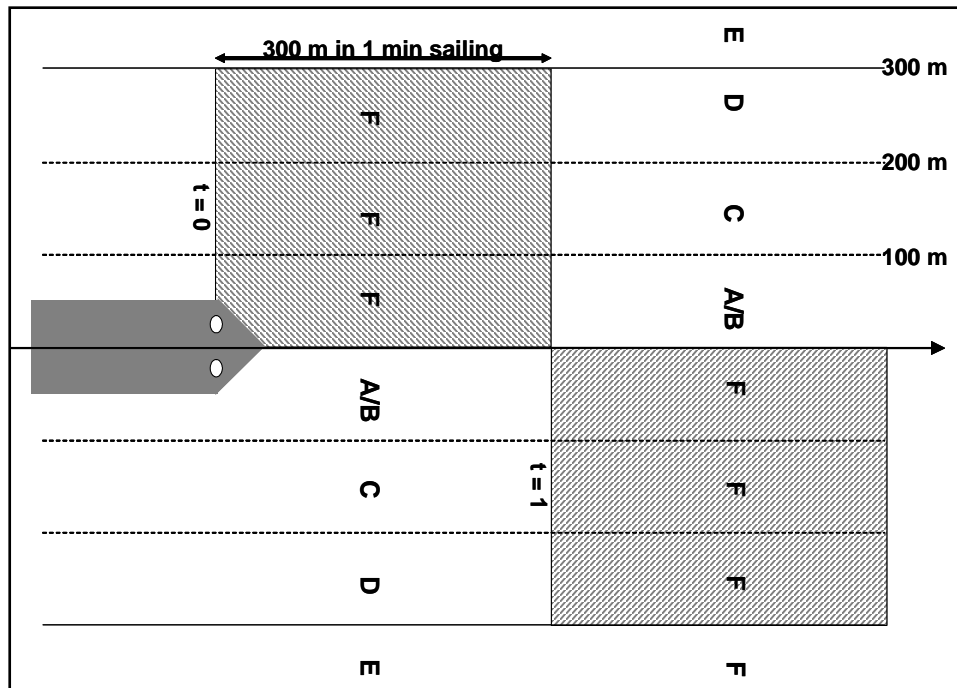 E
300 m in 1 min sailing
300 m
D
F
200 m
t = 0
F
C
100 m
F
A/B
A/B
F
t = 1
C
F
D
F
E
F